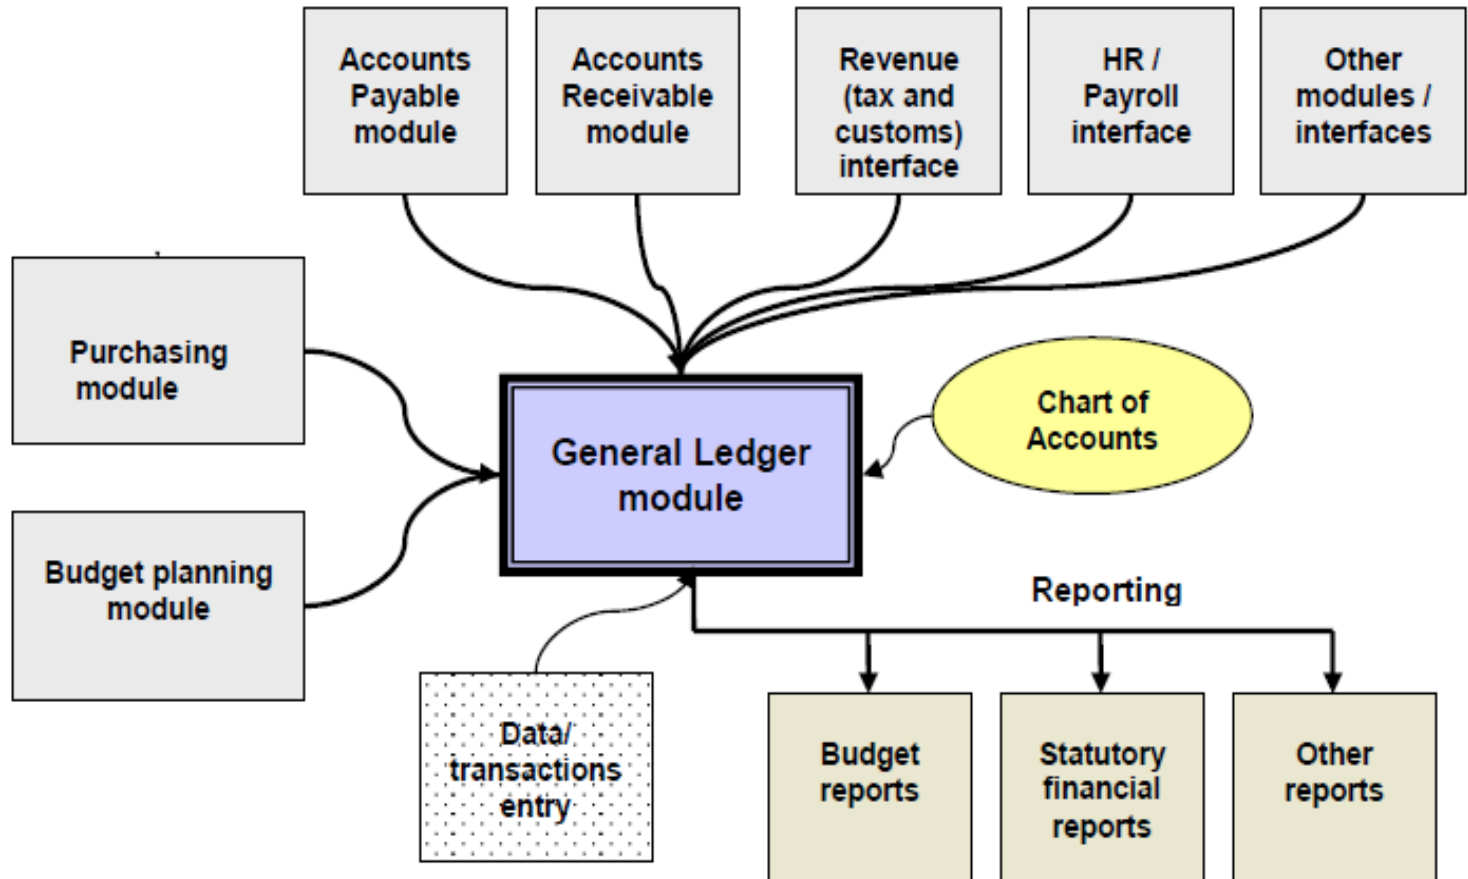 Accounts
Payable
module
Accounts
Receivable
module
Revenue
(tax and
customs)
interface
HR /
Payroll
interface
Other
modules /
interfaces
Purchasing
module
General Ledger
module
Chart of
Accounts
Budget planning
module
Reporting
Data/
transactions
entry
Budget
reports
Statutory
financial
reports
Other
reports